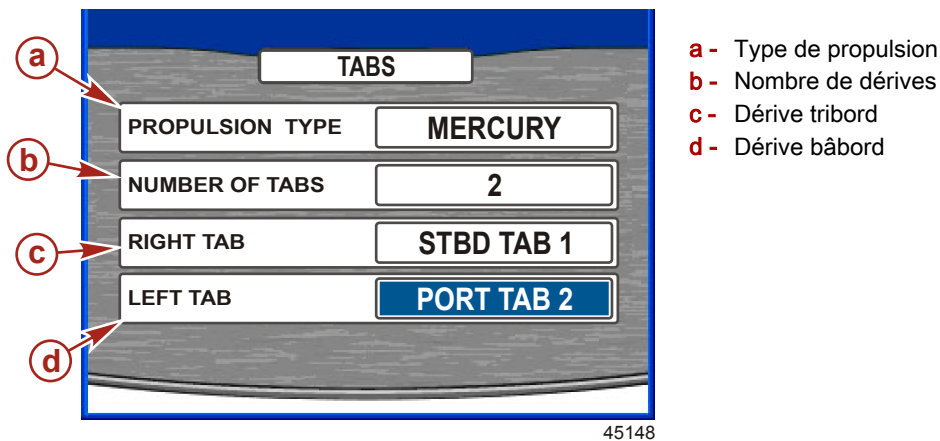 TABS
a
PROPULSION TYPE MERCURY
b
NUMBER OF TABS 2
c
RIGHT TAB STBD TAB 1
LEFT TAB PORT TAB 2
d
45148
a - Type de propulsion
b - Nombre de dérives
c - Dérive tribord
d - Dérive bâbord